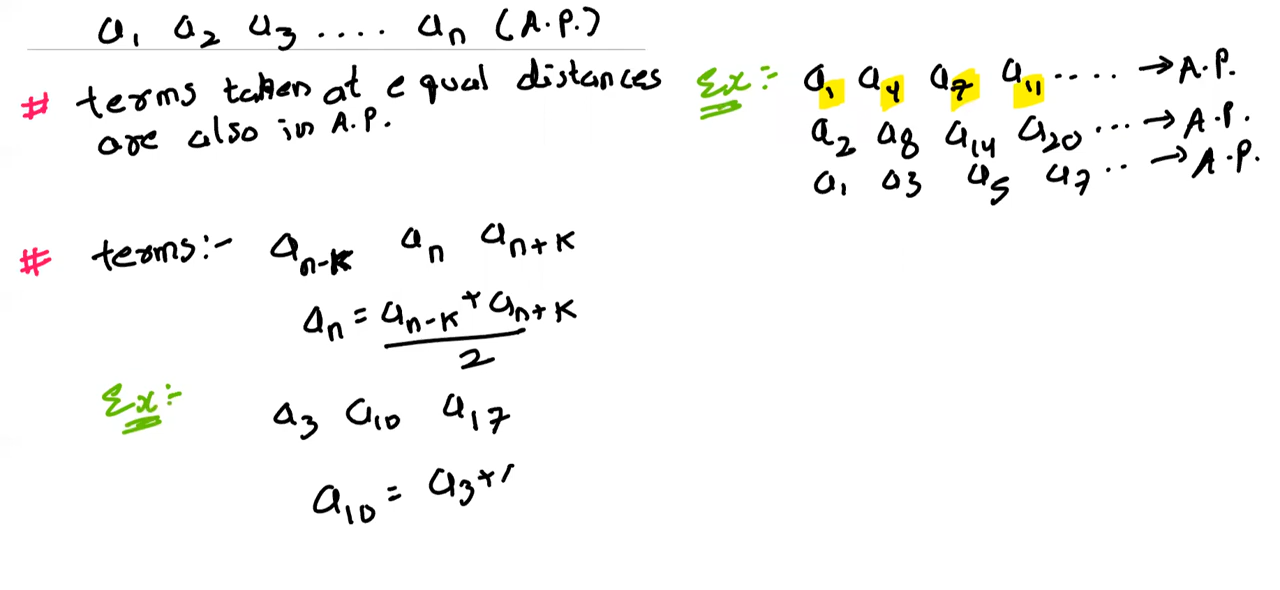 a₁ a₂ a₃ .... aₙ (A.P.)
# terms taken at equal distances
are also in A.P.
Ex:- a₁ a₄ a₇ a₁₁ .... → A.P.
a₂ a₈ a₁₄ a₂₀ ... → A.P.
a₁ a₃ a₅ a₇ .. → A.P.
# terms:- aₙ₋ₖ aₙ aₙ₊ₖ
aₙ = aₙ₋ₖ + aₙ₊ₖ
2
Ex:- a₃ a₁₀ a₁₇
a₁₀ = a₃ +